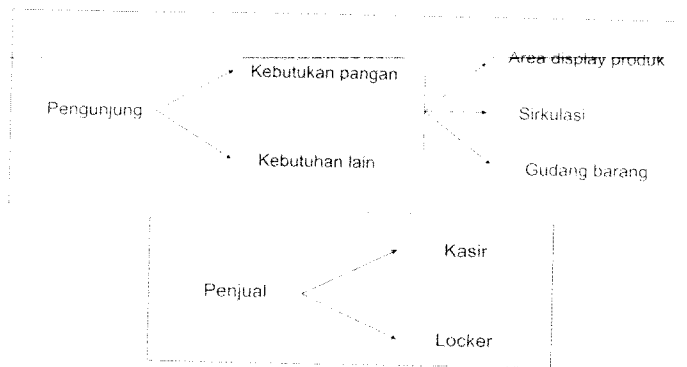 Kebutukan pangan
Area display produk
Pengunjung
Sirkulasi
Kebutuhan lain
Gudang barang
Kasir
Penjual
Locker